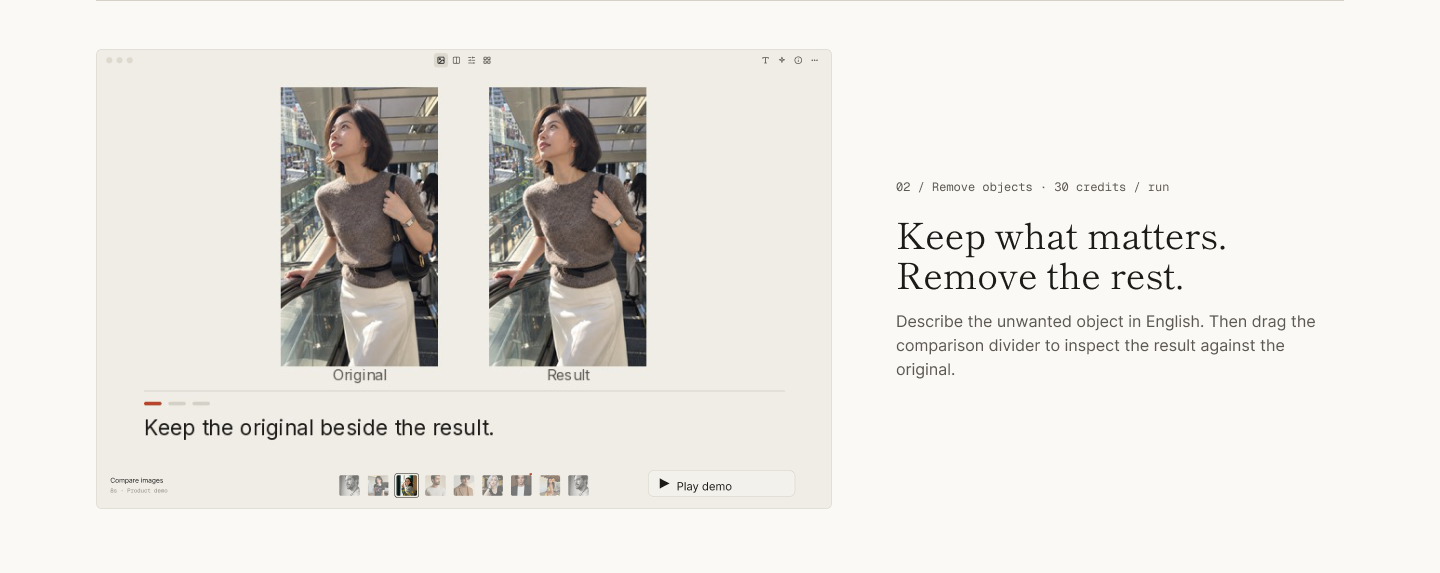 Original
Result
Keep the original beside the result.
Compare images
8s · Product demo
Play demo
02 / Remove objects · 30 credits / run
Keep what matters.
Remove the rest.
Describe the unwanted object in English. Then drag the
comparison divider to inspect the result against the
original.